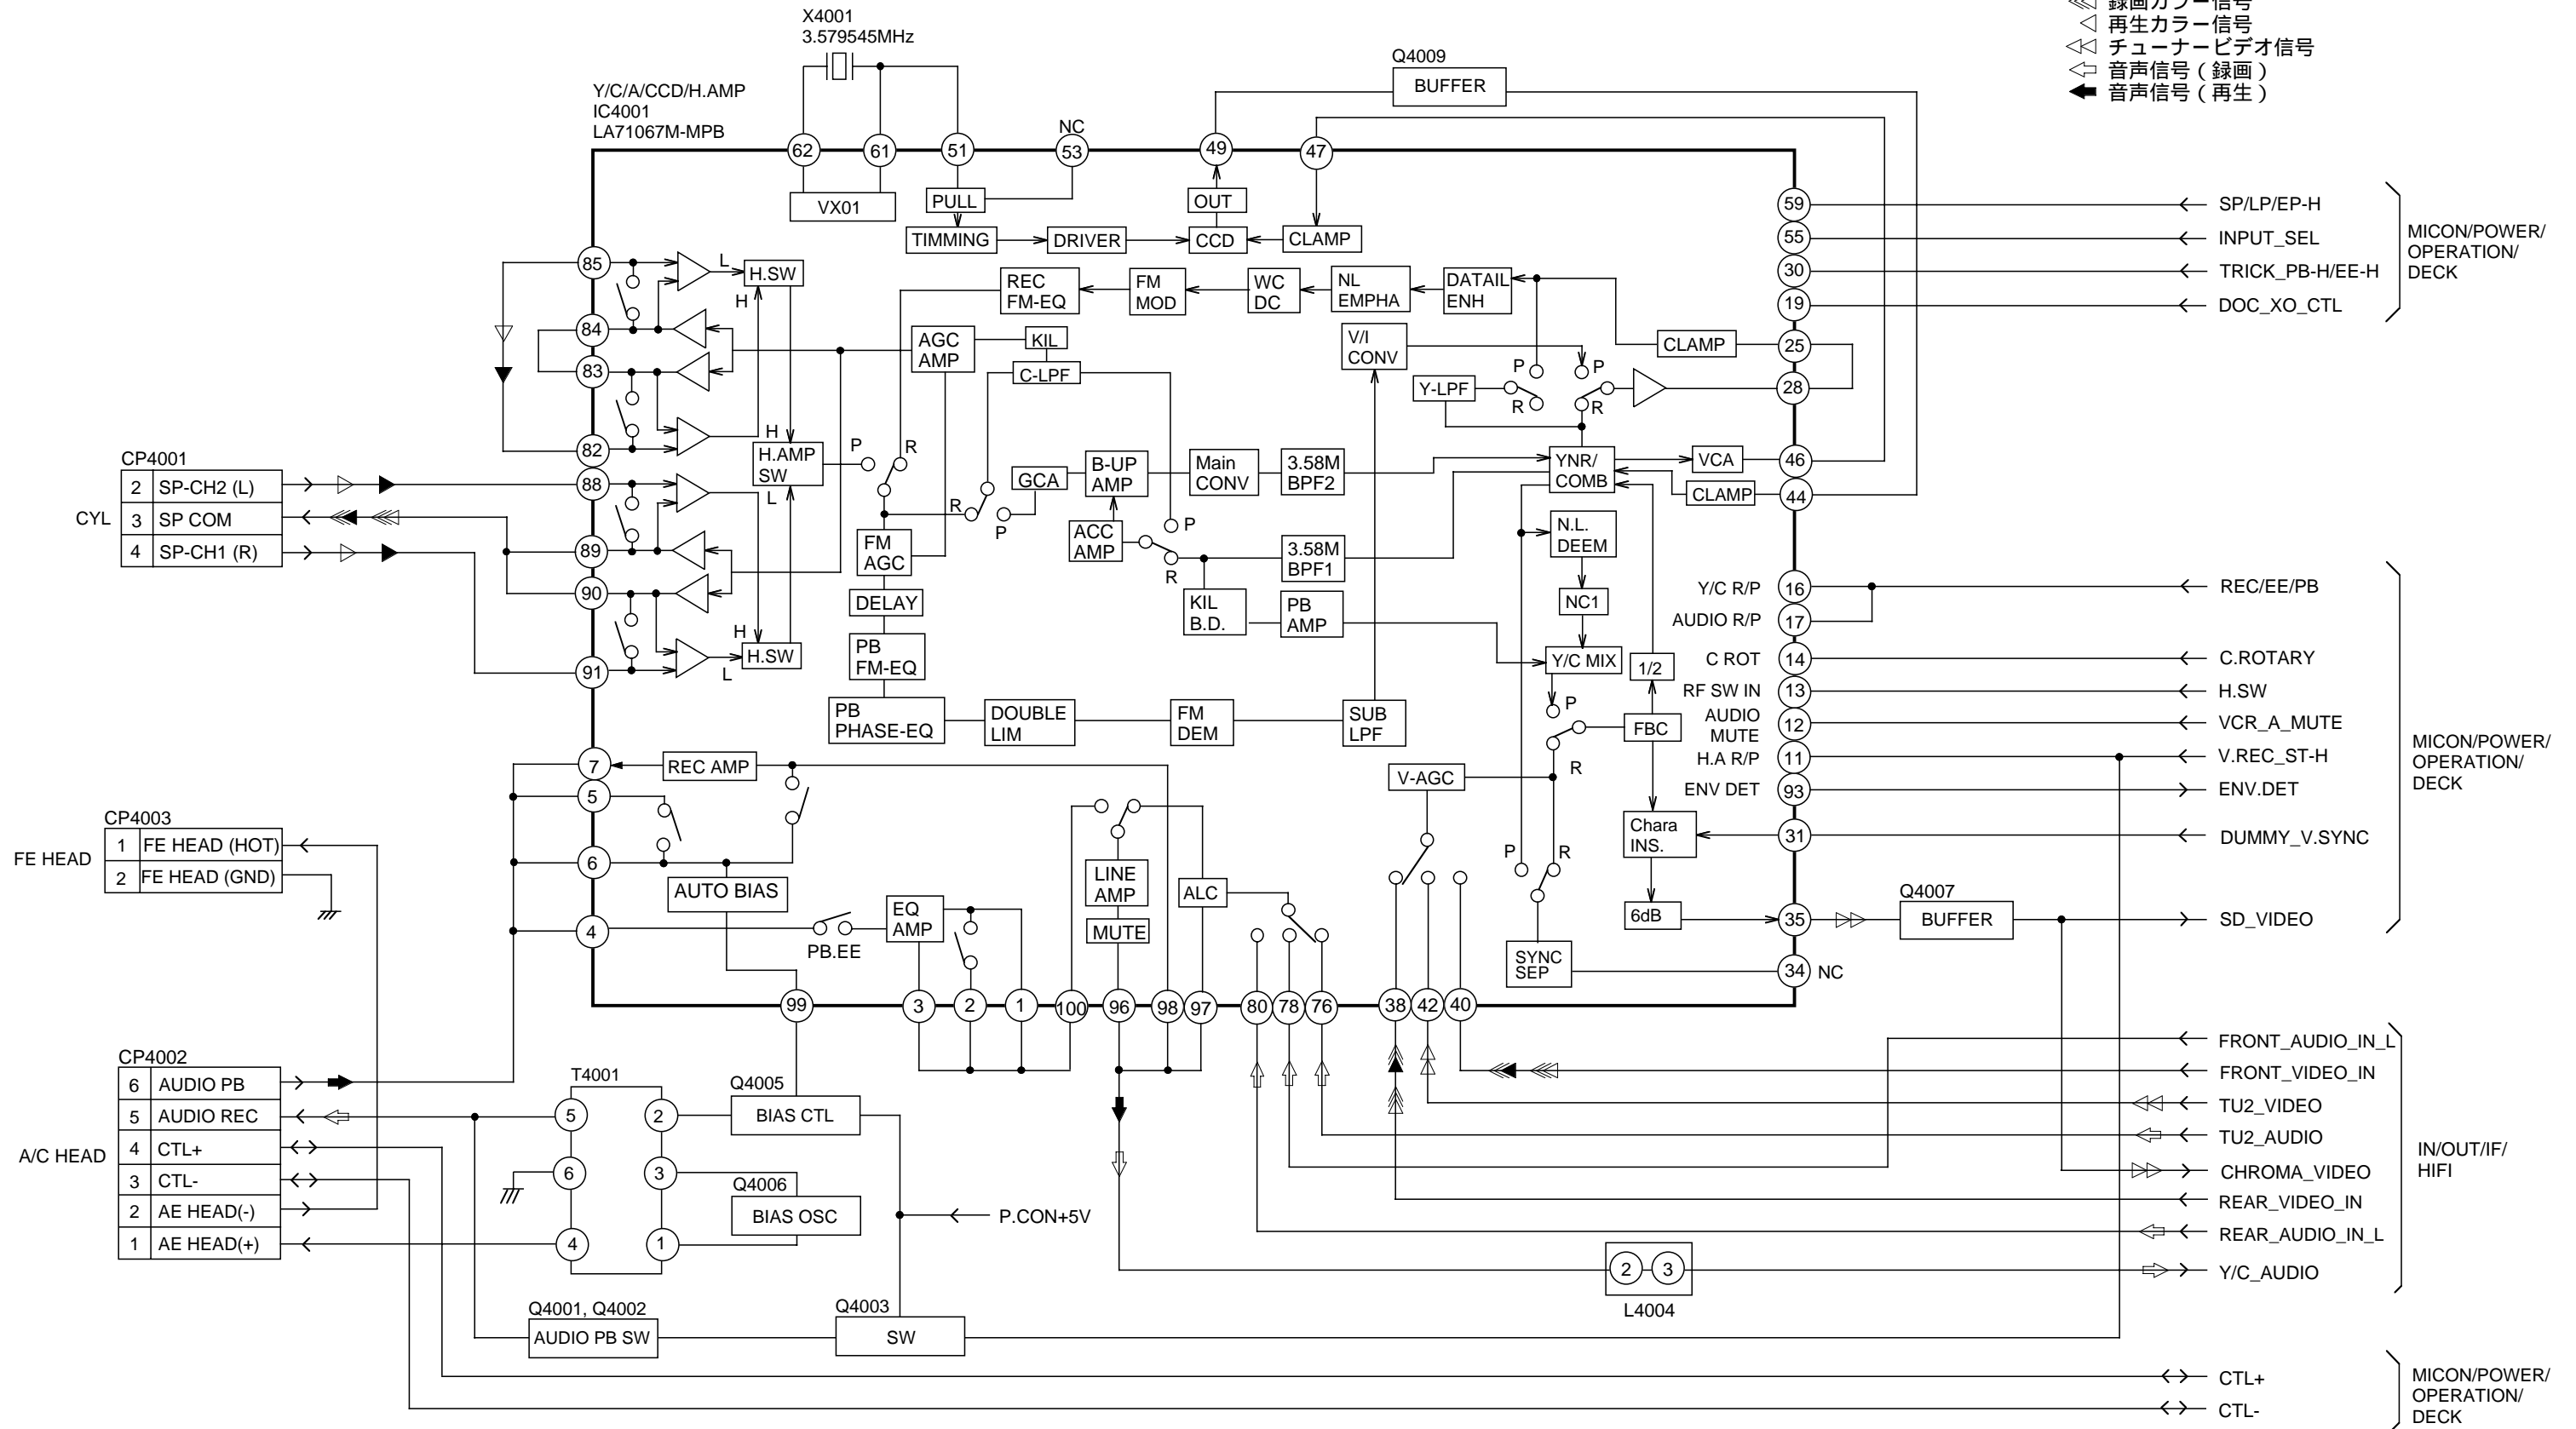 X4001
3.579545MHz
録画カラー信号
再生カラー信号
チューナービデオ信号
音声信号（録画）
音声信号（再生）
Q4009
BUFFER
Y/C/A/CCD/H.AMP
IC4001
LA71067M-MPB
NC
62
61
51
53
49
47
VX01
PULL
OUT
TIMMING
DRIVER
CCD
CLAMP
59
SP/LP/EP-H
55
INPUT_SEL
30
TRICK_PB-H/EE-H
19
DOC_XO_CTL
MICON/POWER/
OPERATION/
DECK
85
L
H.SW
H
REC
FM-EQ
FM
MOD
WC
DC
NL
EMPHA
DATAIL
ENH
84
83
AGC
AMP
KIL
C-LPF
V/I
CONV
CLAMP
25
Y-LPF
P
R
P
R
28
82
H
H.AMP
SW
L
P
R
CP4001
CYL
2 SP-CH2 (L)
3 SP COM
4 SP-CH1 (R)
88
89
90
91
H
H.SW
L
R
P
GCA
B-UP
AMP
Main
CONV
3.58M
BPF2
YNR/
COMB
VCA
46
CLAMP
44
FM
AGC
ACC
AMP
P
R
3.58M
BPF1
N.L.
DEEM
DELAY
KIL
B.D.
PB
AMP
NC1
PB
FM-EQ
Y/C MIX
1/2
PB
PHASE-EQ
DOUBLE
LIM
FM
DEM
SUB
LPF
P
R
FBC
Y/C R/P
16
REC/EE/PB
AUDIO R/P
17
C ROT
14
C.ROTARY
RF SW IN
13
H.SW
AUDIO
MUTE
12
VCR_A_MUTE
H.A R/P
11
V.REC_ST-H
ENV DET
93
ENV.DET
31
DUMMY_V.SYNC
MICON/POWER/
OPERATION/
DECK
7
REC AMP
5
6
AUTO BIAS
4
PB.EE
EQ
AMP
LINE
AMP
MUTE
ALC
V-AGC
Chara
INS.
P
R
6dB
35
Q4007
BUFFER
SD_VIDEO
SYNC
SEP
34
NC
CP4003
FE HEAD
1 FE HEAD (HOT)
2 FE HEAD (GND)
99
3
2
1
100
96
98
97
80
78
76
38
42
40
CP4002
A/C HEAD
6 AUDIO PB
5 AUDIO REC
4 CTL+
3 CTL-
2 AE HEAD(-)
1 AE HEAD(+)
T4001
5
2
6
3
4
1
Q4005
BIAS CTL
Q4006
BIAS OSC
P.CON+5V
FRONT_AUDIO_IN_L
FRONT_VIDEO_IN
TU2_VIDEO
TU2_AUDIO
CHROMA_VIDEO
REAR_VIDEO_IN
REAR_AUDIO_IN_L
Y/C_AUDIO
IN/OUT/IF/
HIFI
2
3
L4004
Q4001, Q4002
AUDIO PB SW
Q4003
SW
CTL+
CTL-
MICON/POWER/
OPERATION/
DECK